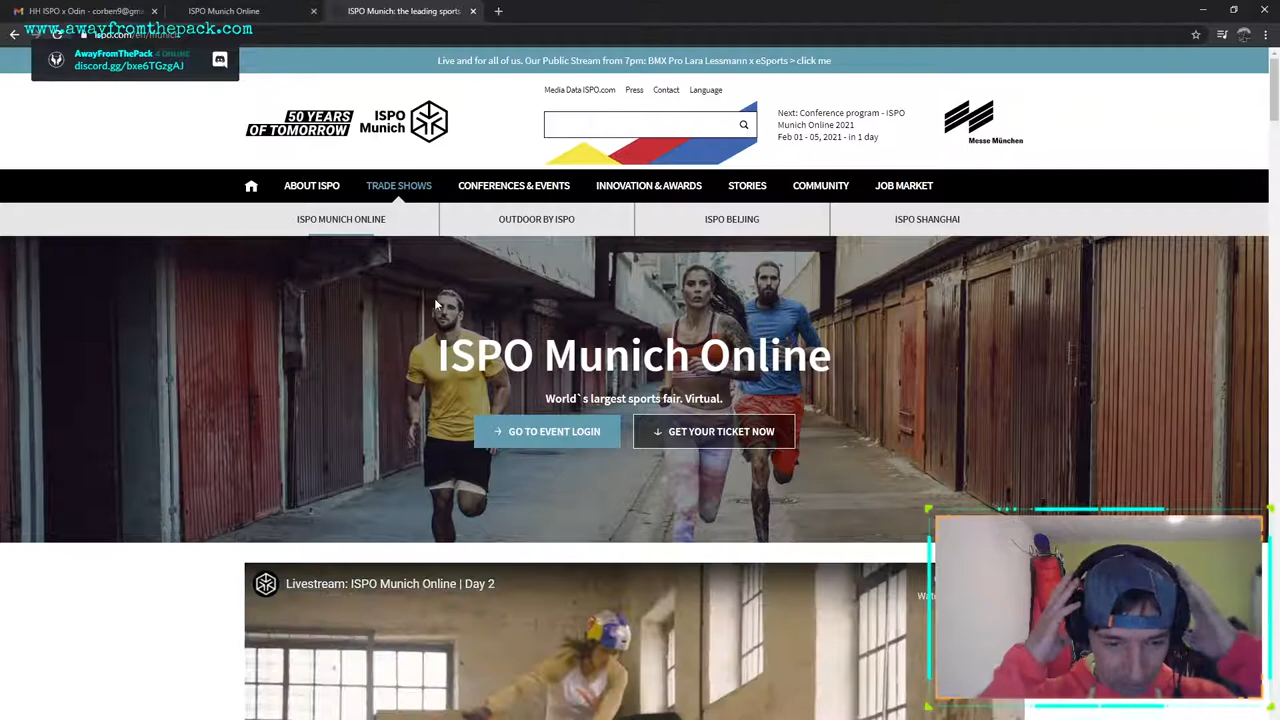 HH ISPO x Odin - corben9@gm
ISPO Munich Online
ISPO Munich: the leading sports
www.awayfromthepack.com
AwayFromThePack 4 ONLINE
discord.gg/bxe6TGzgAJ
Live and for all of us. Our Public Stream from 7pm: BMX Pro Lara Lessmann x eSports > click me
Media Data ISPO.com Press Contact Language
50 YEARS
OF TOMORROW
ISPO
Munich
Next: Conference program - ISPO
Munich Online 2021
Feb 01 - 05, 2021 - in 1 day
Messe München
ABOUT ISPO TRADE SHOWS CONFERENCES & EVENTS INNOVATION & AWARDS STORIES COMMUNITY JOB MARKET
ISPO MUNICH ONLINE OUTDOOR BY ISPO ISPO BEIJING ISPO SHANGHAI
ISPO Munich Online
World`s largest sports fair. Virtual.
GO TO EVENT LOGIN
GET YOUR TICKET NOW
Livestream: ISPO Munich Online | Day 2